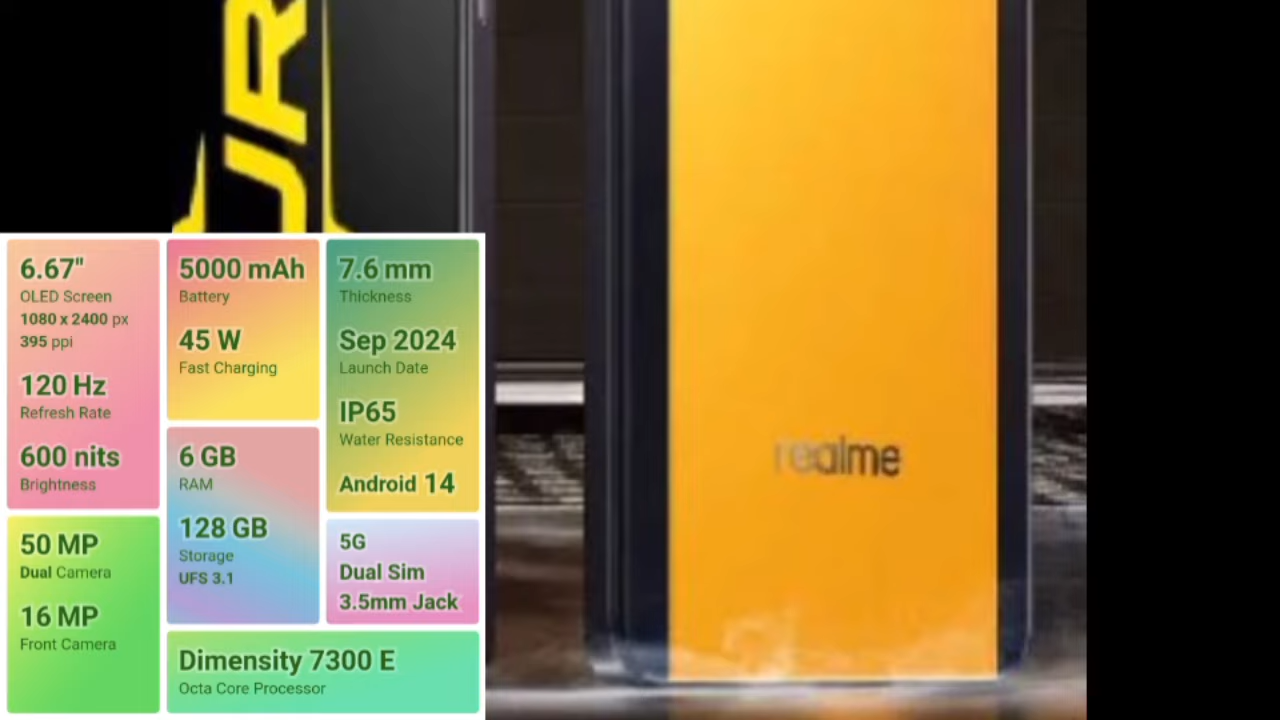 UR
6.67"
OLED Screen
1080 x 2400 px
395 ppi
120 Hz
Refresh Rate
600 nits
Brightness
50 MP
Dual Camera
16 MP
Front Camera
5000 mAh
Battery
45 W
Fast Charging
6 GB
RAM
128 GB
Storage
UFS 3.1
7.6 mm
Thickness
Sep 2024
Launch Date
IP65
Water Resistance
Android 14
5G
Dual Sim
3.5mm Jack
Dimensity 7300 E
Octa Core Processor
realme